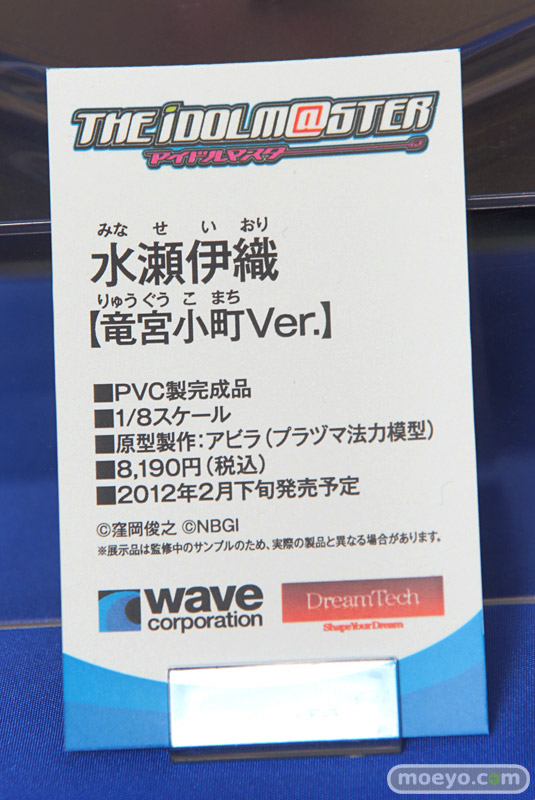 THE iDOLM@STER
アイドルマスター
みなせいおり
水瀬伊織
りゅうぐうこまち
【竜宮小町Ver.】
■PVC製完成品
■1/8スケール
■原型製作:アビラ(プラヅマ法力模型)
■8,190円(税込)
■2012年2月下旬発売予定
©窪岡俊之 ©NBGI
※展示品は監修中のサンプルのため、実際の製品と異なる場合があります。
wave
corporation
DreamTech
ShapeYourDream
moeyo.com